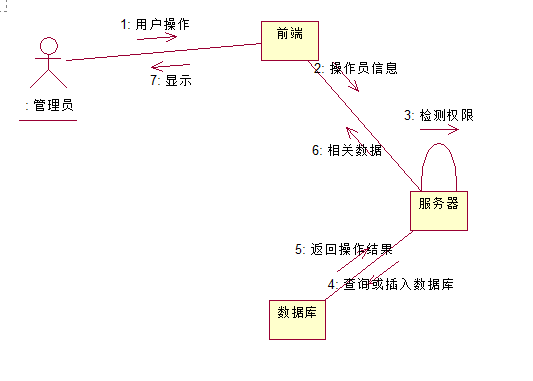 1: 用户操作
前端
7: 显示
2: 操作员信息
: 管理员
3: 检测权限
6: 相关数据
服务器
5: 返回操作结果
4: 查询或插入数据库
数据库